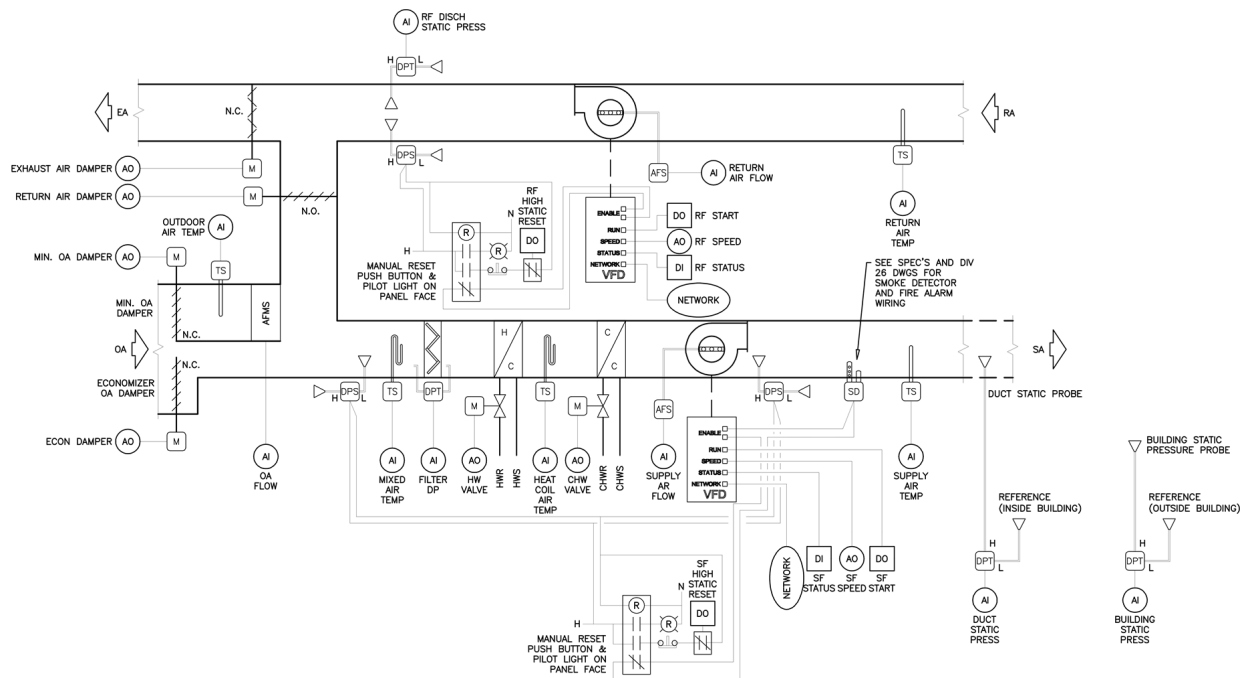 AI
RF DISCH
STATIC PRESS
H
L
DPT
EA
N.C.
RA
EXHAUST AIR DAMPER
AO
M
DPS
H
L
AFS
AI
RETURN
AIR FLOW
TS
RETURN AIR DAMPER
AO
M
N.O.
OUTDOOR
AIR TEMP
AI
RF
HIGH
STATIC
RESET
N
DO
R
R
H
MANUAL RESET
PUSH BUTTON &
PILOT LIGHT ON
PANEL FACE
ENABLE
RUN
SPEED
STATUS
NETWORK
VFD
DO
RF START
AO
RF SPEED
DI
RF STATUS
NETWORK
AI
RETURN
AIR
TEMP
SEE SPEC'S AND DIV
26 DWGS FOR
SMOKE DETECTOR
AND FIRE ALARM
WIRING
MIN. OA DAMPER
AO
M
TS
MIN. OA
DAMPER
AFMS
N.C.
OA
N.C.
ECONOMIZER
OA DAMPER
ECON DAMPER
AO
M
H
C
C
C
SA
DUCT STATIC PROBE
H
DPS
L
TS
DPT
M
TS
M
AFS
H
DPS
L
SD
TS
AI
OA
FLOW
AI
MIXED
AIR
TEMP
AI
FILTER
DP
AO
HW
VALVE
HWR
HWS
AI
HEAT
COIL
AIR
TEMP
AO
CHW
VALVE
CHWR
CHWS
AI
SUPPLY
AR
FLOW
ENABLE
RUN
SPEED
STATUS
NETWORK
VFD
AI
SUPPLY
AIR
TEMP
BUILDING STATIC
PRESSURE PROBE
REFERENCE
(INSIDE BUILDING)
REFERENCE
(OUTSIDE BUILDING)
H
DPT
L
H
DPT
L
NETWORK
DI
SF
STATUS
AO
SF
SPEED
DO
SF
START
AI
DUCT
STATIC
PRESS
AI
BUILDING
STATIC
PRESS
SF
HIGH
STATIC
RESET
N
DO
R
R
H
MANUAL RESET
PUSH BUTTON &
PILOT LIGHT ON
PANEL FACE